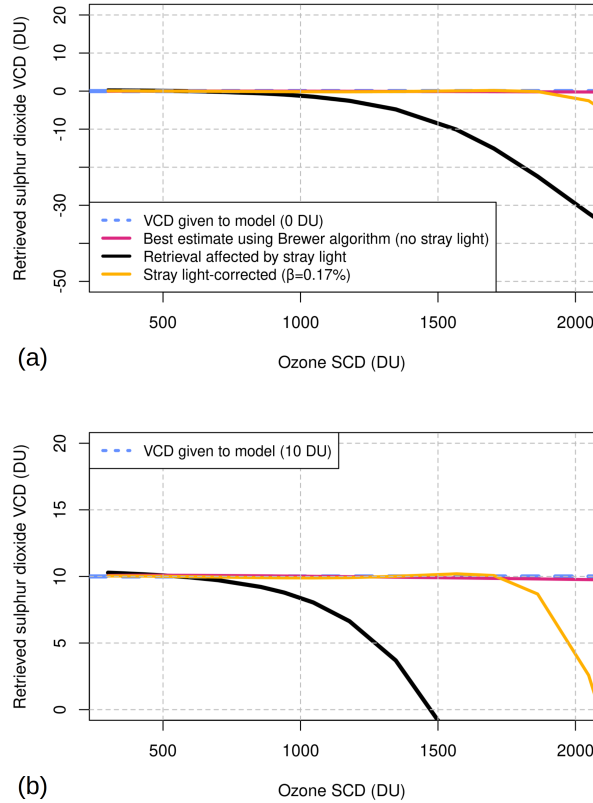 Retrieved sulphur dioxide VCD (DU)
20
10
0
-10
-30
-50
VCD given to model (0 DU)
Best estimate using Brewer algorithm (no stray light)
Retrieval affected by stray light
Stray light-corrected (β=0.17%)
500
1000
1500
2000
Ozone SCD (DU)
(a)
Retrieved sulphur dioxide VCD (DU)
20
15
10
5
0
VCD given to model (10 DU)
500
1000
1500
2000
Ozone SCD (DU)
(b)